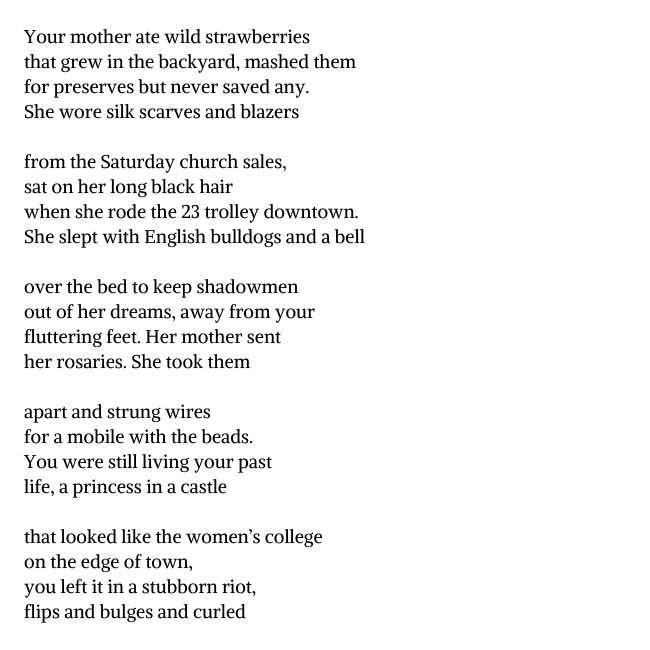 Your mother ate wild strawberries
that grew in the backyard, mashed them
for preserves but never saved any.
She wore silk scarves and blazers

from the Saturday church sales,
sat on her long black hair
when she rode the 23 trolley downtown.
She slept with English bulldogs and a bell

over the bed to keep shadowmen
out of her dreams, away from your
fluttering feet. Her mother sent
her rosaries. She took them

apart and strung wires
for a mobile with the beads.
You were still living your past
life, a princess in a castle

that looked like the women’s college
on the edge of town,
you left it in a stubborn riot,
flips and bulges and curled